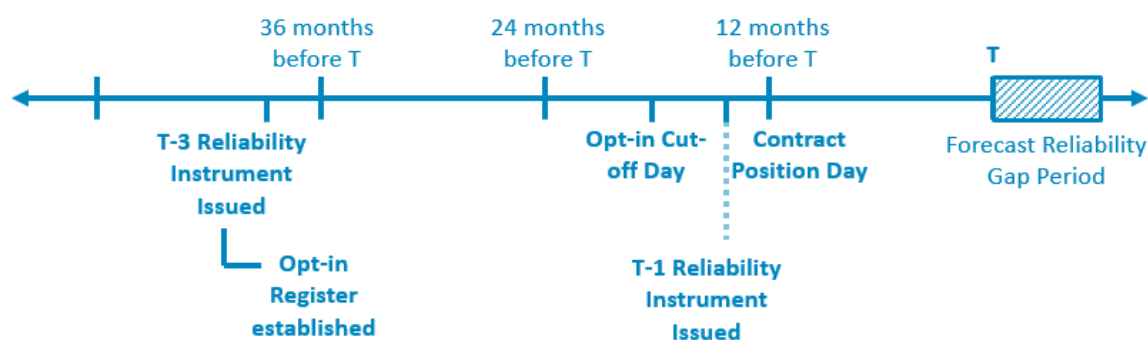 36 months
before T
24 months
before T
12 months
before T
T
T-3 Reliability
Instrument
Issued
Opt-in Cut-
off Day
Contract
Position Day
Forecast Reliability
Gap Period
Opt-in
Register
established
T-1 Reliability
Instrument
Issued